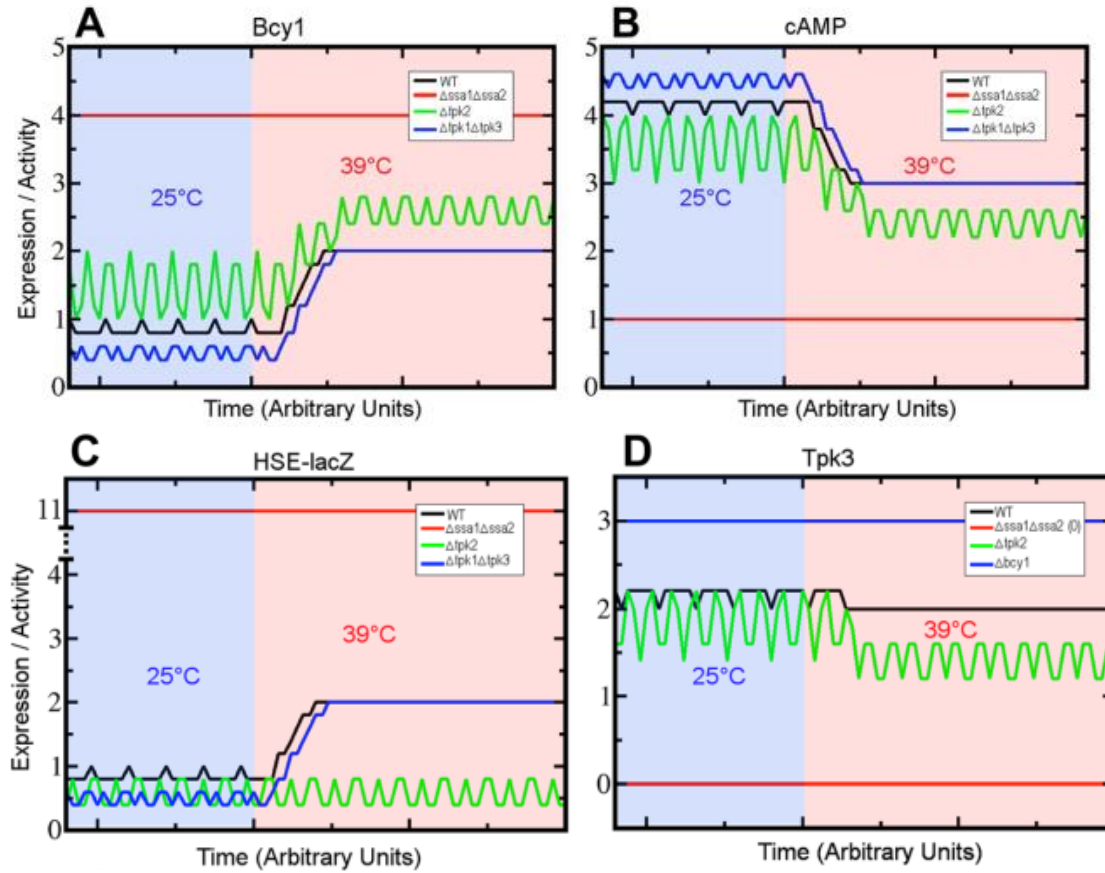 A
Bcy1
5
4
3
2
1
0
Expression / Activity
WT
Δssa1Δssa2
Δtpk2
Δtpk1Δtpk3
25°C
39°C
Time (Arbitrary Units)
B
cAMP
5
4
3
2
1
0
WT
Δssa1Δssa2
Δtpk2
Δtpk1Δtpk3
25°C
39°C
Time (Arbitrary Units)
C
HSE-lacZ
11
4
3
2
1
0
Expression / Activity
WT
Δssa1Δssa2
Δtpk2
Δtpk1Δtpk3
25°C
39°C
Time (Arbitrary Units)
D
Tpk3
3
2
1
0
WT
Δssa1Δssa2 (0)
Δtpk2
Δbcy1
25°C
39°C
Time (Arbitrary Units)